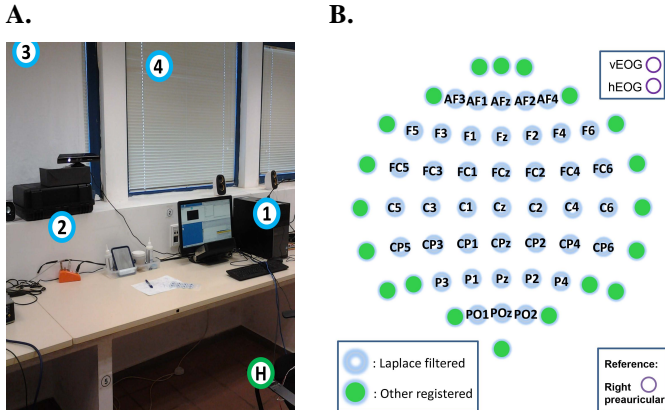 A.
B.
3
4
1
2
H
5
vEOG
hEOG
AF3 AF1 AFz AF2 AF4
F5 F3 F1 Fz F2 F4 F6
FC5 FC3 FC1 FCz FC2 FC4 FC6
C5 C3 C1 Cz C2 C4 C6
CP5 CP3 CP1 CPz CP2 CP4 CP6
P3 P1 Pz P2 P4
PO1 POz PO2
: Laplace filtered
: Other registered
Reference:
Right
preauricular